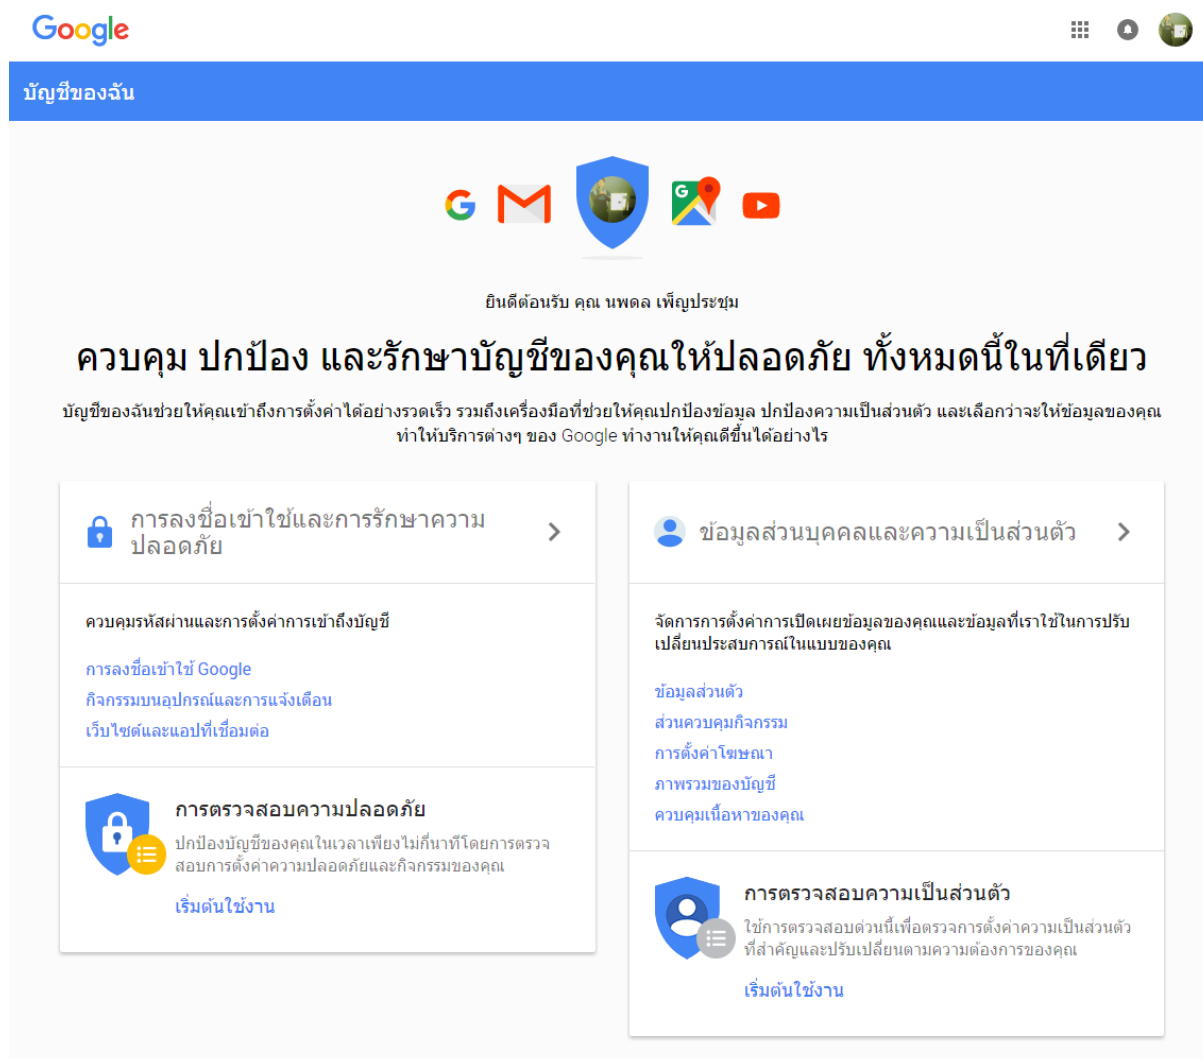 Google
บัญชีของฉัน
ยินดีต้อนรับ คุณ นพดล เพ็ญประชุม
ควบคุม ปกป้อง และรักษาบัญชีของคุณให้ปลอดภัย ทั้งหมดนี้ในที่เดียว
บัญชีของฉันช่วยให้คุณเข้าถึงการตั้งค่าได้อย่างรวดเร็ว รวมถึงเครื่องมือที่ช่วยให้คุณปกป้องข้อมูล ปกป้องความเป็นส่วนตัว และเลือกว่าจะให้ข้อมูลของคุณ
ทำให้บริการต่างๆ ของ Google ทำงานให้คุณดีขึ้นได้อย่างไร
การลงชื่อเข้าใช้และการรักษาความ
ปลอดภัย
ควบคุมรหัสผ่านและการตั้งค่าการเข้าถึงบัญชี
การลงชื่อเข้าใช้ Google
กิจกรรมบนอุปกรณ์และการแจ้งเตือน
เว็บไซต์และแอปที่เชื่อมต่อ
การตรวจสอบความปลอดภัย
ปกป้องบัญชีของคุณในเวลาเพียงไม่กี่นาทีโดยการตรวจ
สอบการตั้งค่าความปลอดภัยและกิจกรรมของคุณ
เริ่มต้นใช้งาน
ข้อมูลส่วนบุคคลและความเป็นส่วนตัว
จัดการการตั้งค่าการเปิดเผยข้อมูลของคุณและข้อมูลที่เราใช้ในการปรับ
เปลี่ยนประสบการณ์ในแบบของคุณ
ข้อมูลส่วนตัว
ส่วนควบคุมกิจกรรม
การตั้งค่าโฆษณา
ภาพรวมของบัญชี
ควบคุมเนื้อหาของคุณ
การตรวจสอบความเป็นส่วนตัว
ใช้การตรวจสอบด่วนนี้เพื่อตรวจการตั้งค่าความเป็นส่วนตัว
ที่สำคัญและปรับเปลี่ยนตามความต้องการของคุณ
เริ่มต้นใช้งาน